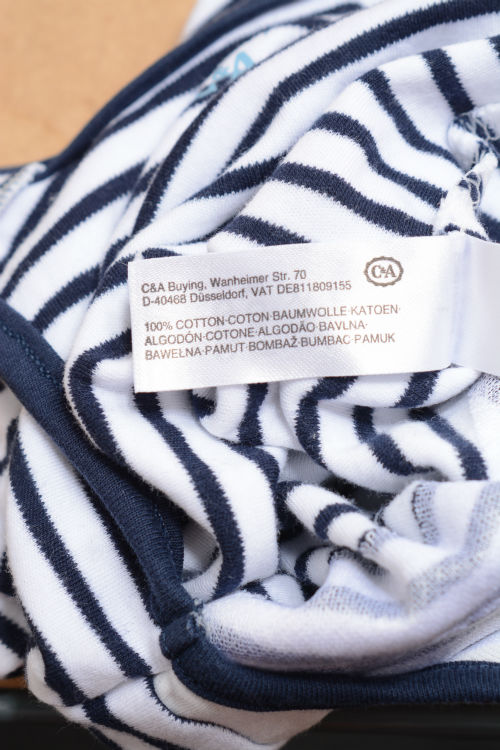 C&A Buying, Wanheimer Str. 70
D-40468 Düsseldorf, VAT DE811809155
C&A
100% COTTON·COTON·BAUMWOLLE·KATOEN·
ALGODÓN·COTONE·ALGODÃO·BAVLNA·
BAWEŁNA·PAMUT·BOMBAŽ·BUMBAC·PAMUK